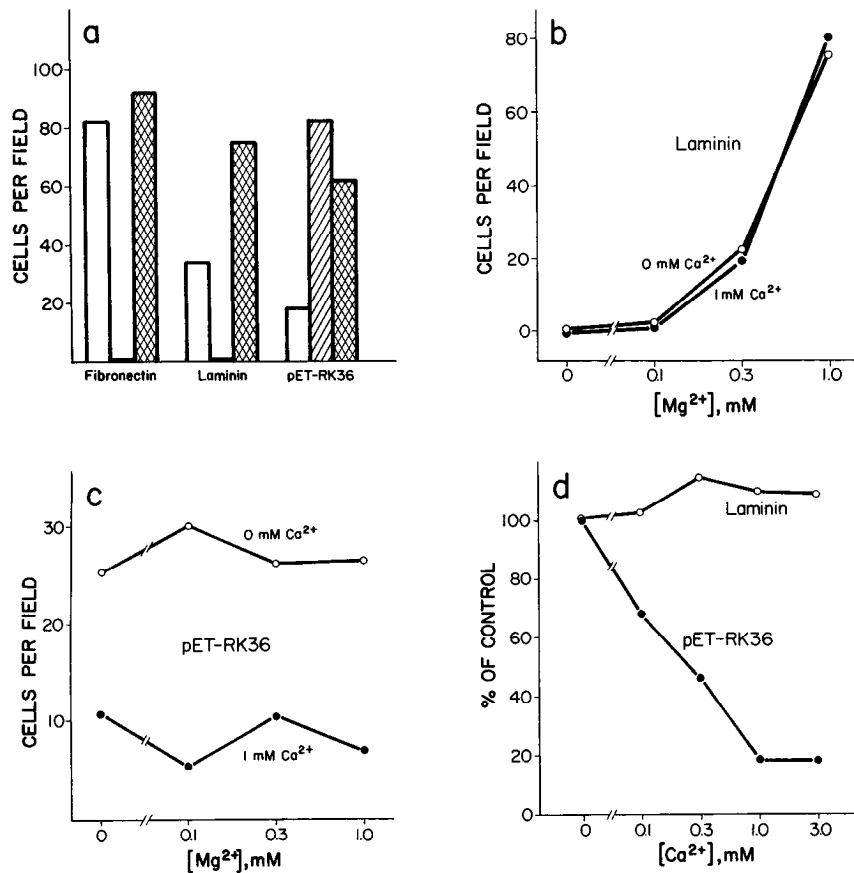 a
CELLS PER FIELD
100
80
60
40
20
Fibronectin Laminin pET-RK36
b
CELLS PER FIELD
80
60
40
20
0
Laminin
0 mM Ca²⁺
1 mM Ca²⁺
0 0.1 0.3 1.0
[Mg²⁺], mM
c
CELLS PER FIELD
30
20
10
0 mM Ca²⁺
pET-RK36
1 mM Ca²⁺
0 0.1 0.3 1.0
[Mg²⁺], mM
d
% OF CONTROL
100
80
60
40
20
0
Laminin
pET-RK36
0 0.1 0.3 1.0 3.0
[Ca²⁺], mM